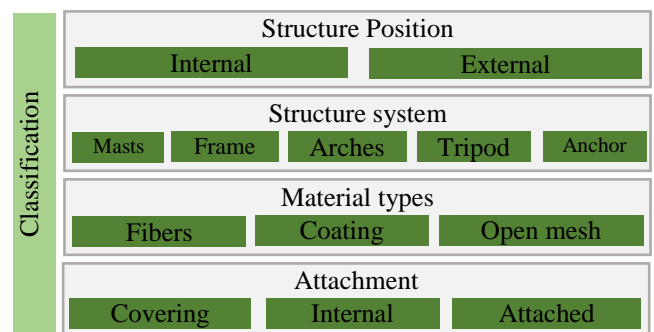 Classification
Structure Position
Internal External
Structure system
Masts Frame Arches Tripod Anchor
Material types
Fibers Coating Open mesh
Attachment
Covering Internal Attached